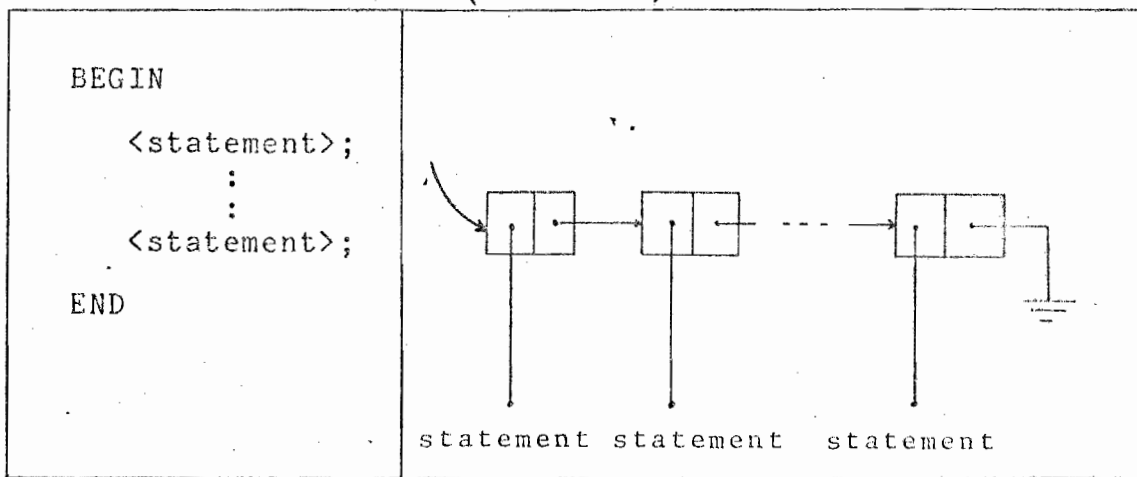 BEGIN
<statement>;
:
:
<statement>;
END
statement statement statement